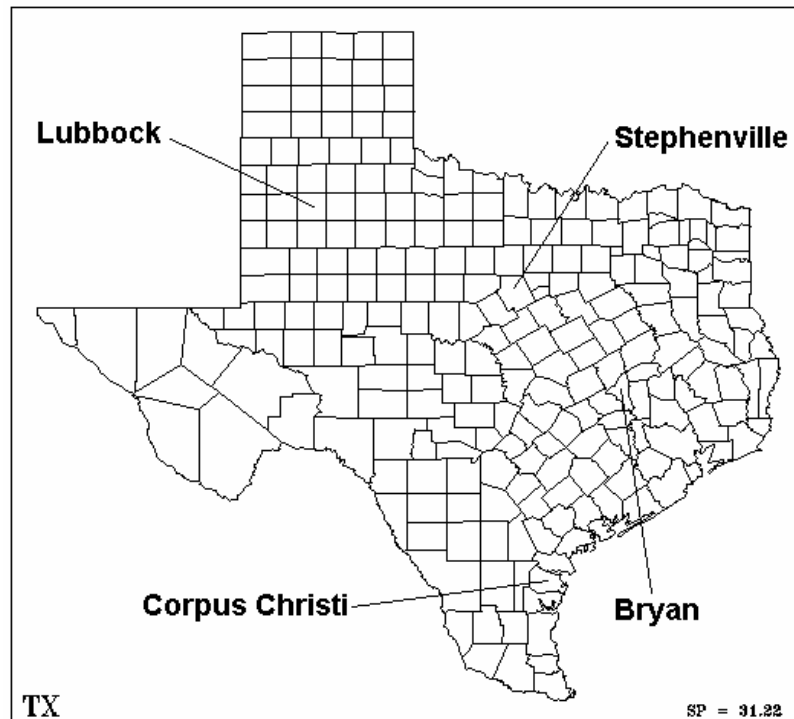 Lubbock
Stephenville
Corpus Christi
Bryan
TX
SP = 31.22